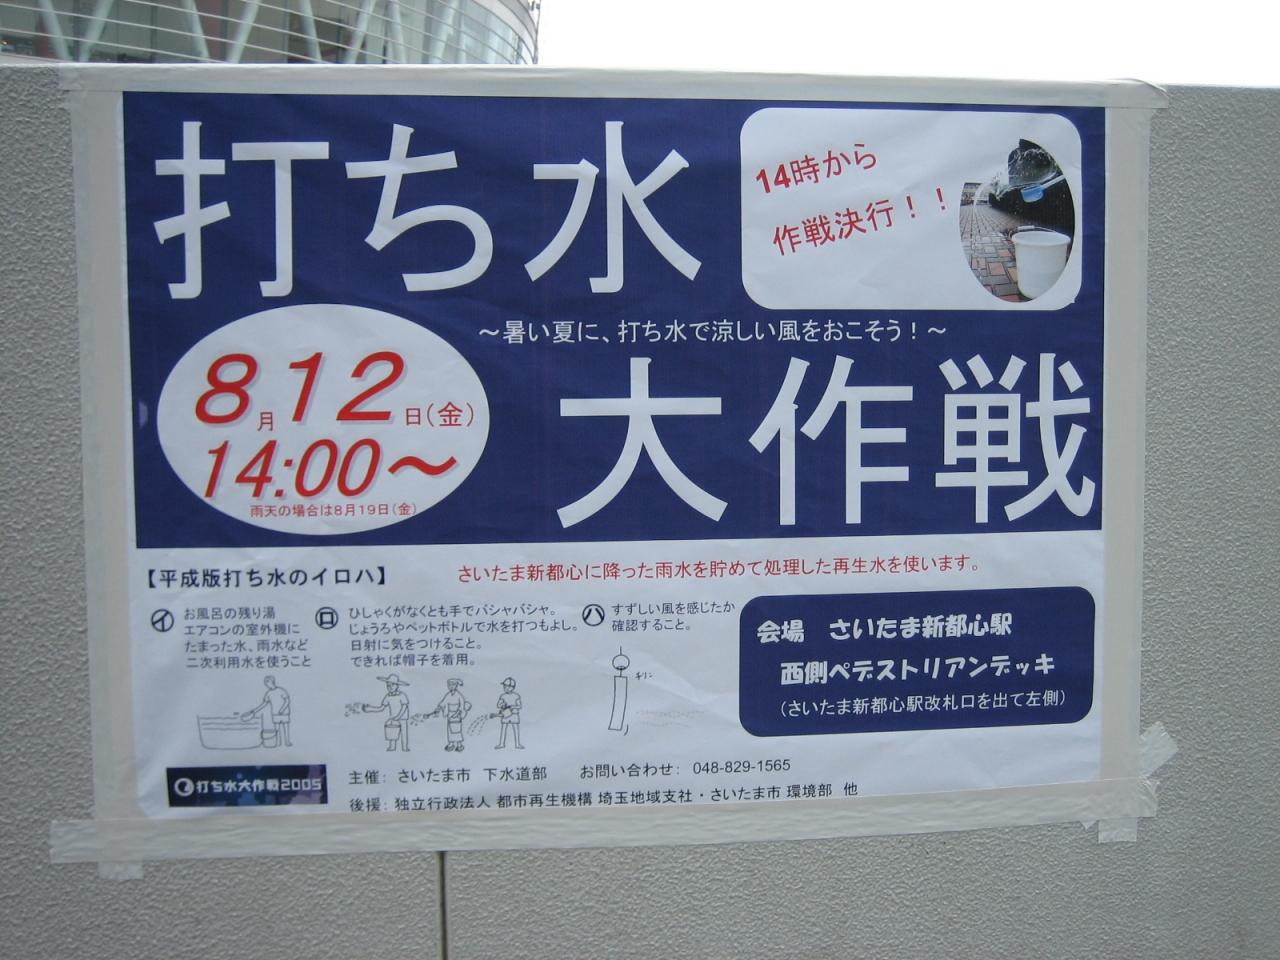 打ち水
14時から
作戦決行！！
～暑い夏に、打ち水で涼しい風をおこそう！～
大作戦
8月12日(金)
14:00～
雨天の場合は8月19日(金)
【平成版打ち水のイロハ】
さいたま新都心に降った雨水を貯めて処理した再生水を使います。
イ お風呂の残り湯
エアコンの室外機に
たまった水、雨水など
二次利用水を使うこと
ロ ひしゃくがなくとも手でパシャパシャ。
じょうろやペットボトルで水を打つもよし。
日射に気をつけること。
できれば帽子を着用。
ハ すずしい風を感じたか
確認すること。
チリン
会場　さいたま新都心駅
西側ペデストリアンデッキ
(さいたま新都心駅改札口を出て左側)
打ち水大作戦2005
主催: さいたま市 下水道部　お問い合わせ: 048-829-1565
後援: 独立行政法人 都市再生機構 埼玉地域支社・さいたま市 環境部 他